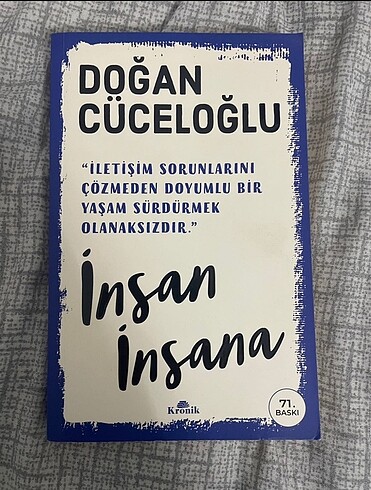 DOĞAN
CÜCELOĞLU
“İLETİŞİM SORUNLARINI
ÇÖZMEDEN DOYUMLU BİR
YAŞAM SÜRDÜRMEK
OLANAKSIZDIR.”
İnsan
İnsana
Kronik
71.
BASKI